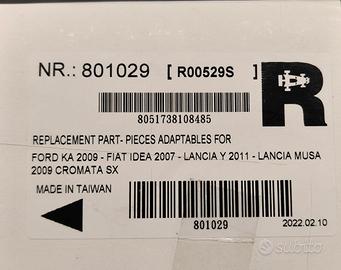 NR.: 801029 [ R00529S ]
R
8051738108485
REPLACEMENT PART- PIECES ADAPTABLES FOR
FORD KA 2009 - FIAT IDEA 2007 - LANCIA Y 2011 - LANCIA MUSA
2009 CROMATA SX
MADE IN TAIWAN
801029
2022.02.10
subito